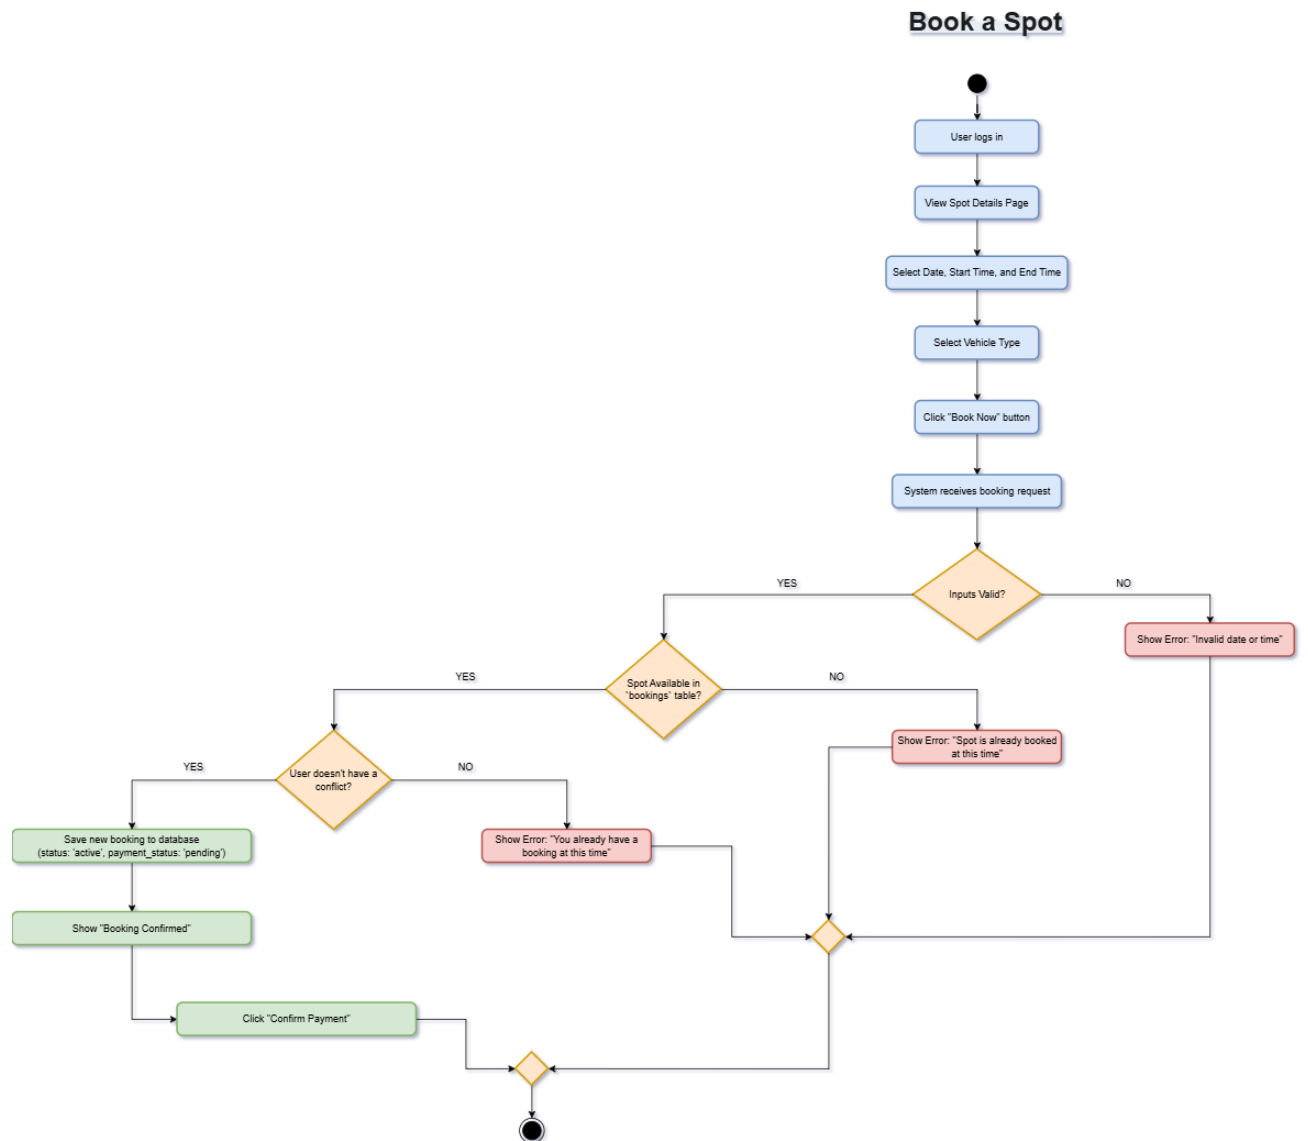 Book a Spot
User logs in
View Spot Details Page
Select Date, Start Time, and End Time
Select Vehicle Type
Click "Book Now" button
System receives booking request
Inputs Valid?
YES
NO
Show Error: "Invalid date or time"
Spot Available in
`bookings` table?
YES
NO
Show Error: "Spot is already booked
at this time"
User doesn't have a
conflict?
YES
NO
Save new booking to database
(status: 'active', payment_status: 'pending')
Show Error: "You already have a
booking at this time"
Show "Booking Confirmed"
Click "Confirm Payment"